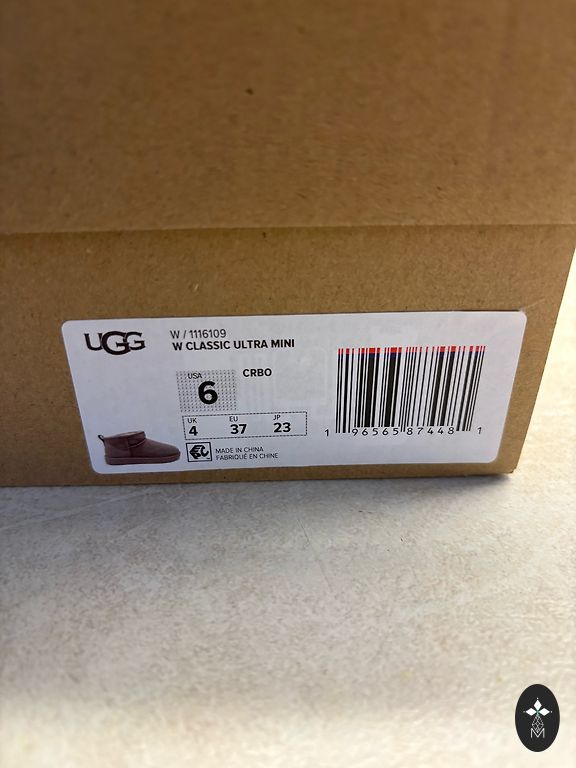 UGG
W / 1116109
W CLASSIC ULTRA MINI
CRBO
USA
6
UK EU JP
4 37 23
MADE IN CHINA
FABRIQUÉ EN CHINE
1 96565 87448 1
M